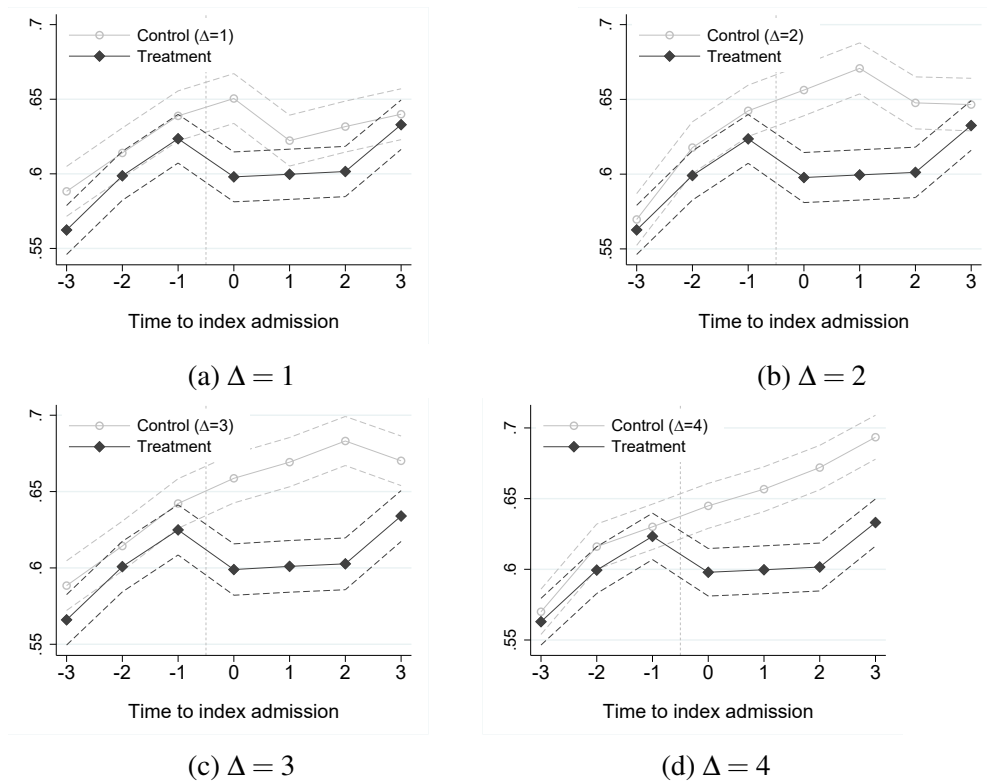 .7
Control (Δ=1)
Treatment
.65
.6
.55
-3 -2 -1 0 1 2 3
Time to index admission
(a) Δ = 1
.7
Control (Δ=2)
Treatment
.65
.6
.55
-3 -2 -1 0 1 2 3
Time to index admission
(b) Δ = 2
.7
Control (Δ=3)
Treatment
.65
.6
.55
-3 -2 -1 0 1 2 3
Time to index admission
(c) Δ = 3
.7
Control (Δ=4)
Treatment
.65
.6
.55
-3 -2 -1 0 1 2 3
Time to index admission
(d) Δ = 4